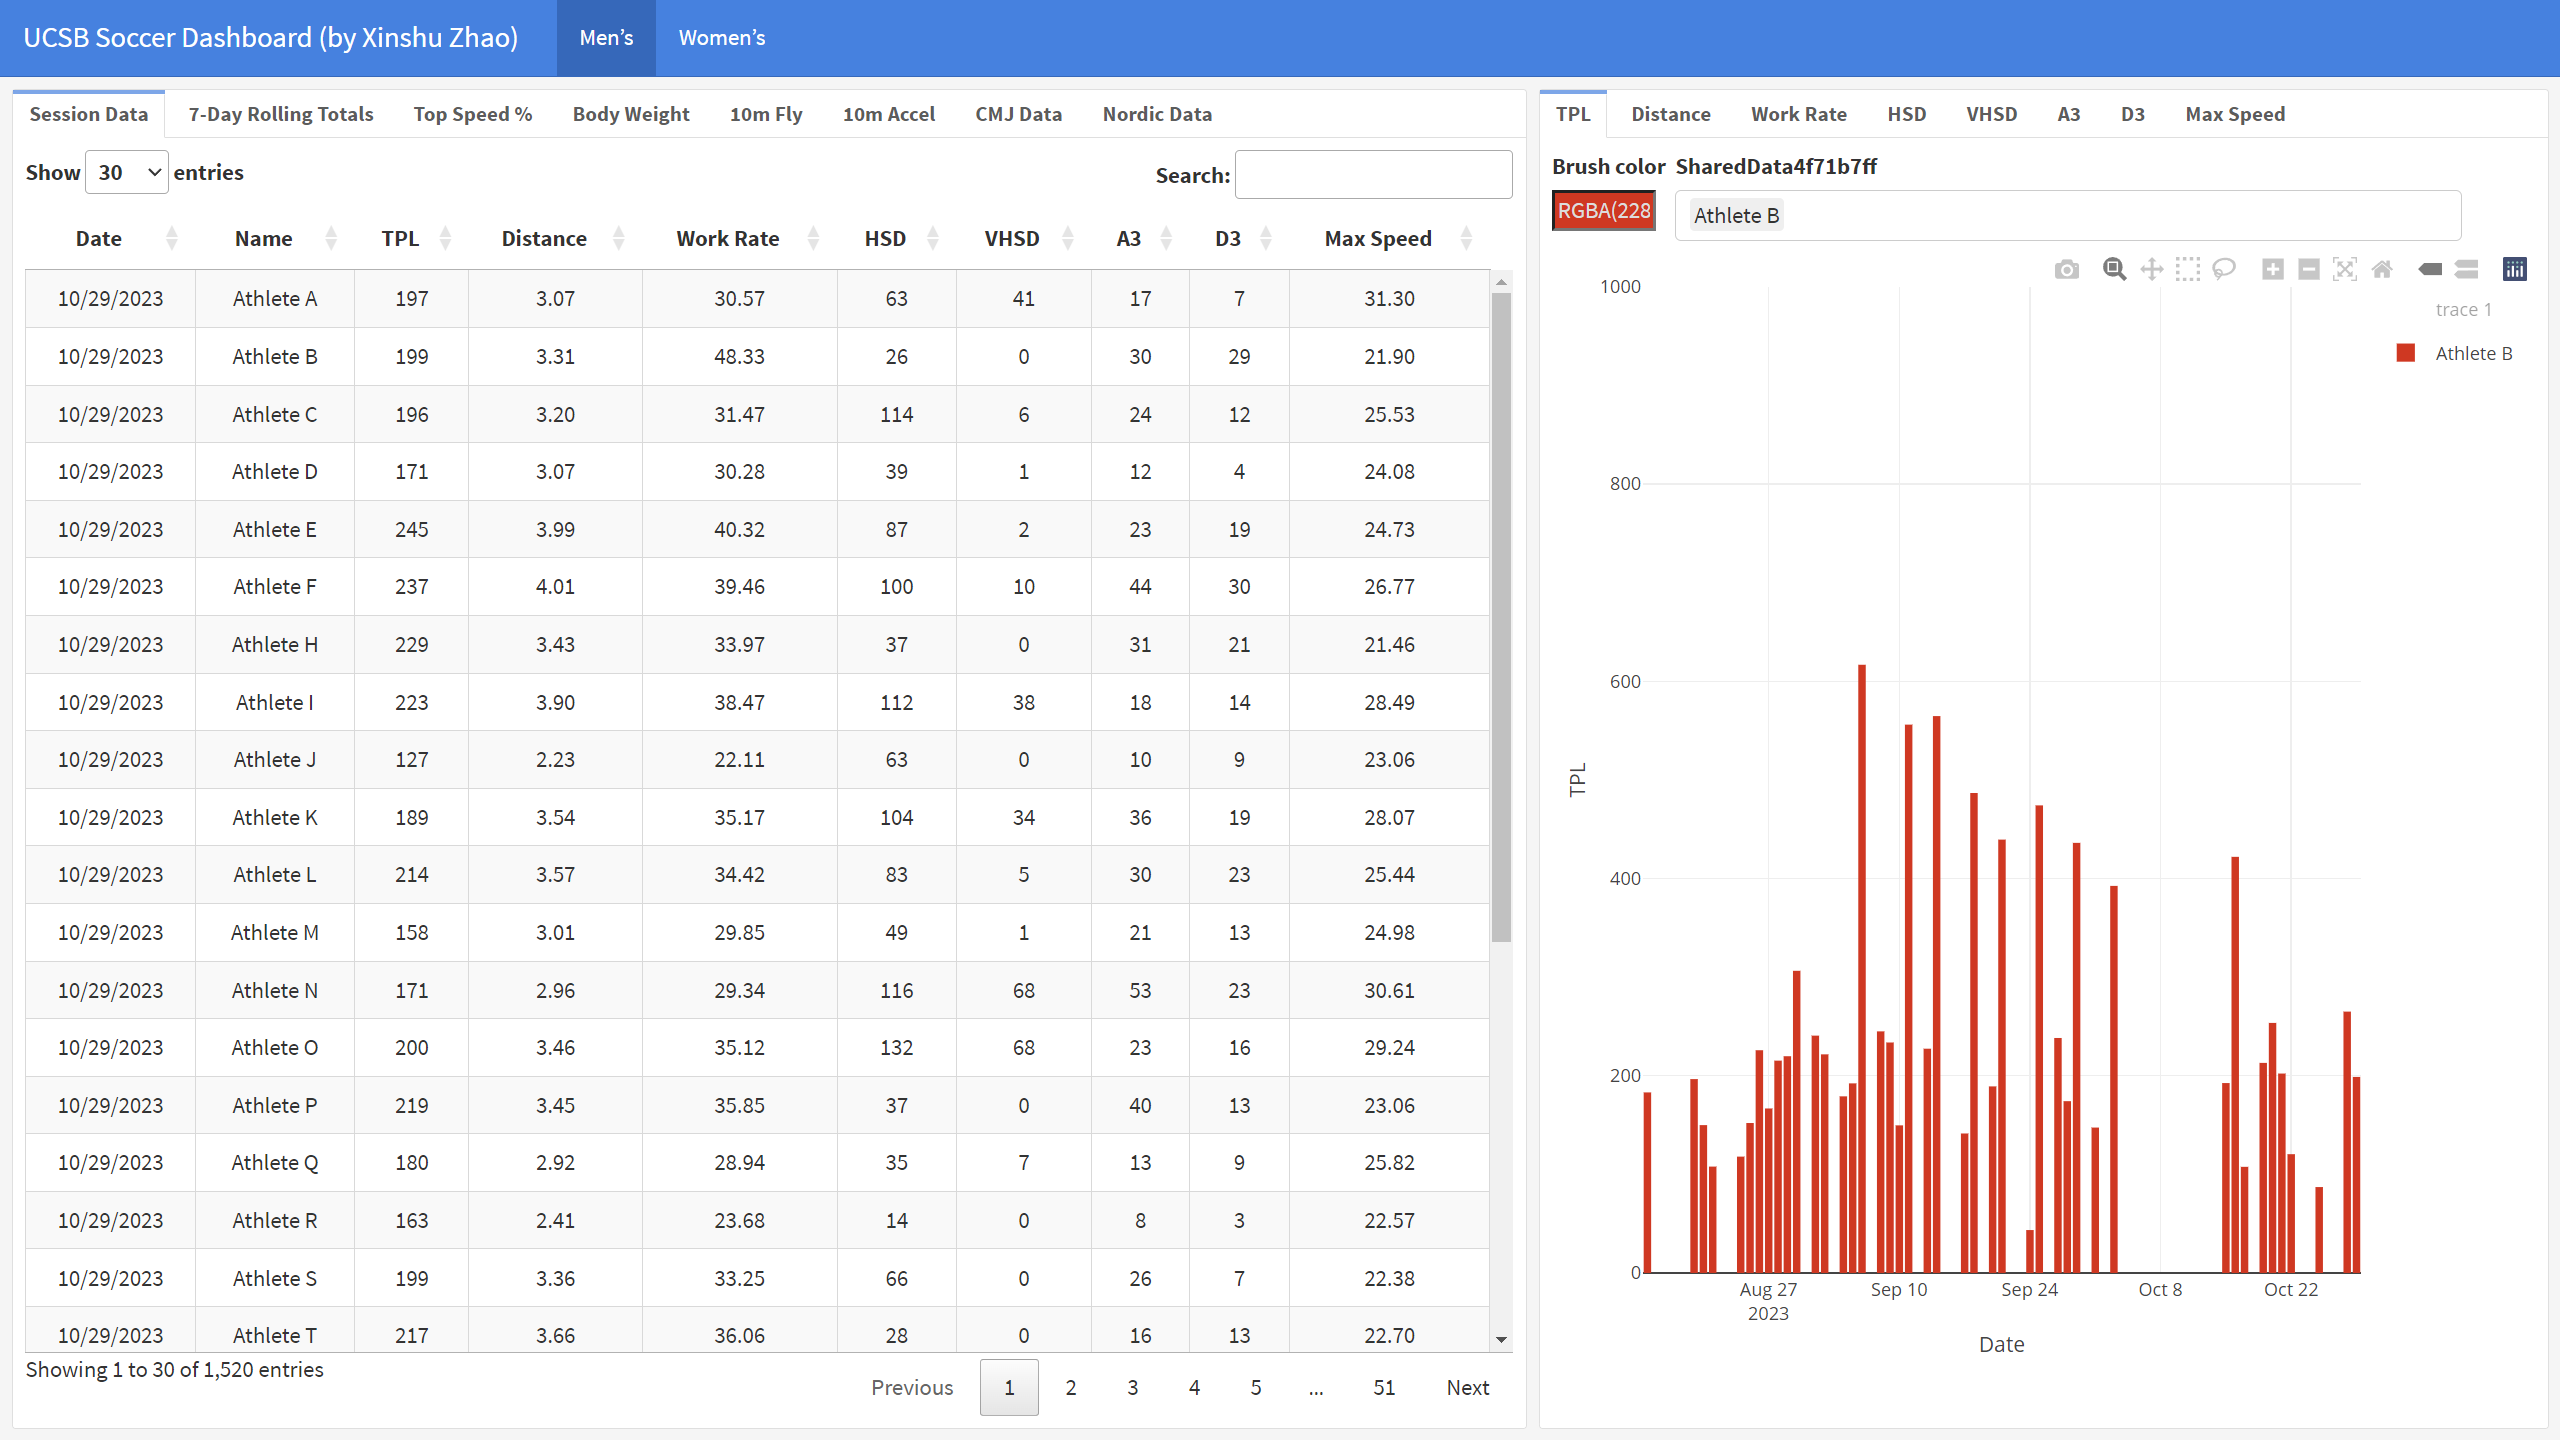 UCSB Soccer Dashboard (by Xinshu Zhao) Men's Women's
Session Data 7-Day Rolling Totals Top Speed % Body Weight 10m Fly 10m Accel CMJ Data Nordic Data
Show 30 entries Search:
Date Name TPL Distance Work Rate HSD VHSD A3 D3 Max Speed
10/29/2023 Athlete A 197 3.07 30.57 63 41 17 7 31.30
10/29/2023 Athlete B 199 3.31 48.33 26 0 30 29 21.90
10/29/2023 Athlete C 196 3.20 31.47 114 6 24 12 25.53
10/29/2023 Athlete D 171 3.07 30.28 39 1 12 4 24.08
10/29/2023 Athlete E 245 3.99 40.32 87 2 23 19 24.73
10/29/2023 Athlete F 237 4.01 39.46 100 10 44 30 26.77
10/29/2023 Athlete H 229 3.43 33.97 37 0 31 21 21.46
10/29/2023 Athlete I 223 3.90 38.47 112 38 18 14 28.49
10/29/2023 Athlete J 127 2.23 22.11 63 0 10 9 23.06
10/29/2023 Athlete K 189 3.54 35.17 104 34 36 19 28.07
10/29/2023 Athlete L 214 3.57 34.42 83 5 30 23 25.44
10/29/2023 Athlete M 158 3.01 29.85 49 1 21 13 24.98
10/29/2023 Athlete N 171 2.96 29.34 116 68 53 23 30.61
10/29/2023 Athlete O 200 3.46 35.12 132 68 23 16 29.24
10/29/2023 Athlete P 219 3.45 35.85 37 0 40 13 23.06
10/29/2023 Athlete Q 180 2.92 28.94 35 7 13 9 25.82
10/29/2023 Athlete R 163 2.41 23.68 14 0 8 3 22.57
10/29/2023 Athlete S 199 3.36 33.25 66 0 26 7 22.38
10/29/2023 Athlete T 217 3.66 36.06 28 0 16 13 22.70
Showing 1 to 30 of 1,520 entries
Previous 1 2 3 4 5 ... 51 Next
TPL Distance Work Rate HSD VHSD A3 D3 Max Speed
Brush color SharedData4f71b7ff
RGBA(228 Athlete B
trace 1
Athlete B
1000
800
600
400
200
0
TPL
Aug 27 Sep 10 Sep 24 Oct 8 Oct 22
2023
Date